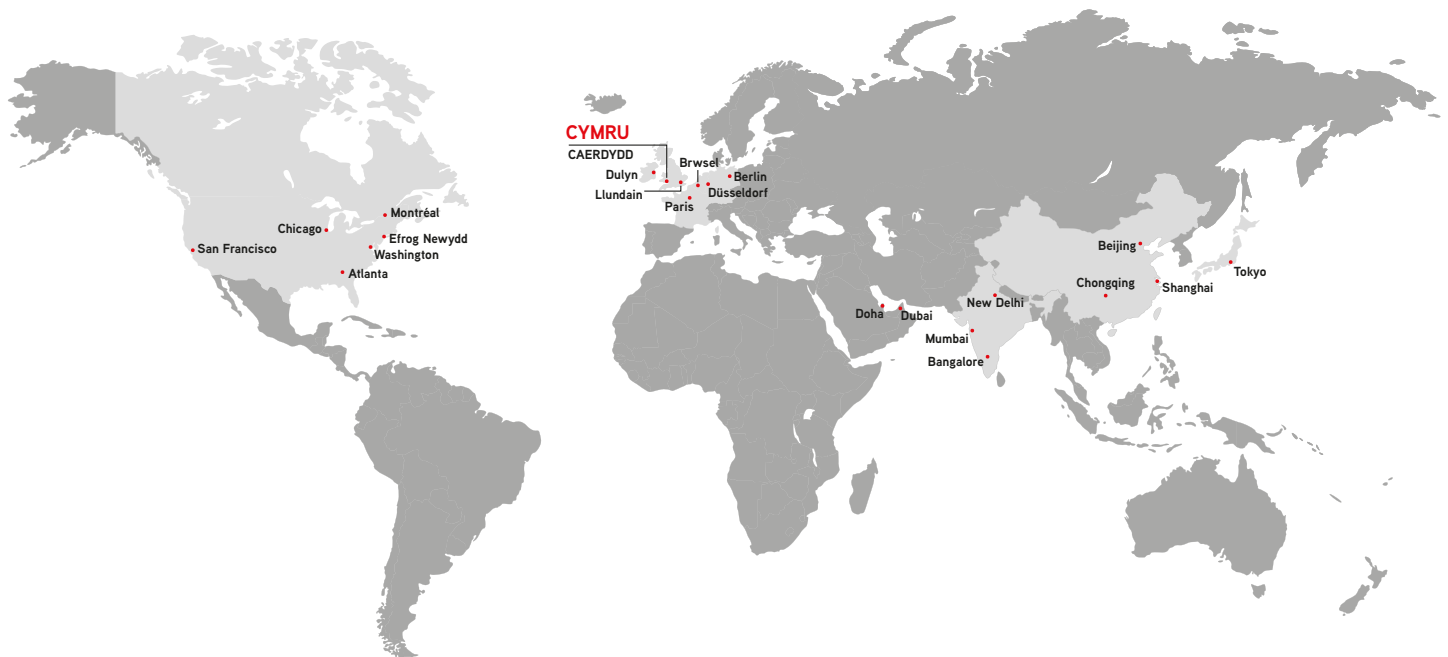 CYMRU
CAERDYDD
Dulyn
Llundain
Brwsel
Berlin
Düsseldorf
Paris
Montréal
Chicago
Efrog Newydd
Washington
San Francisco
Atlanta
Beijing
Tokyo
Chongqing
Shanghai
New Delhi
Doha
Dubai
Mumbai
Bangalore